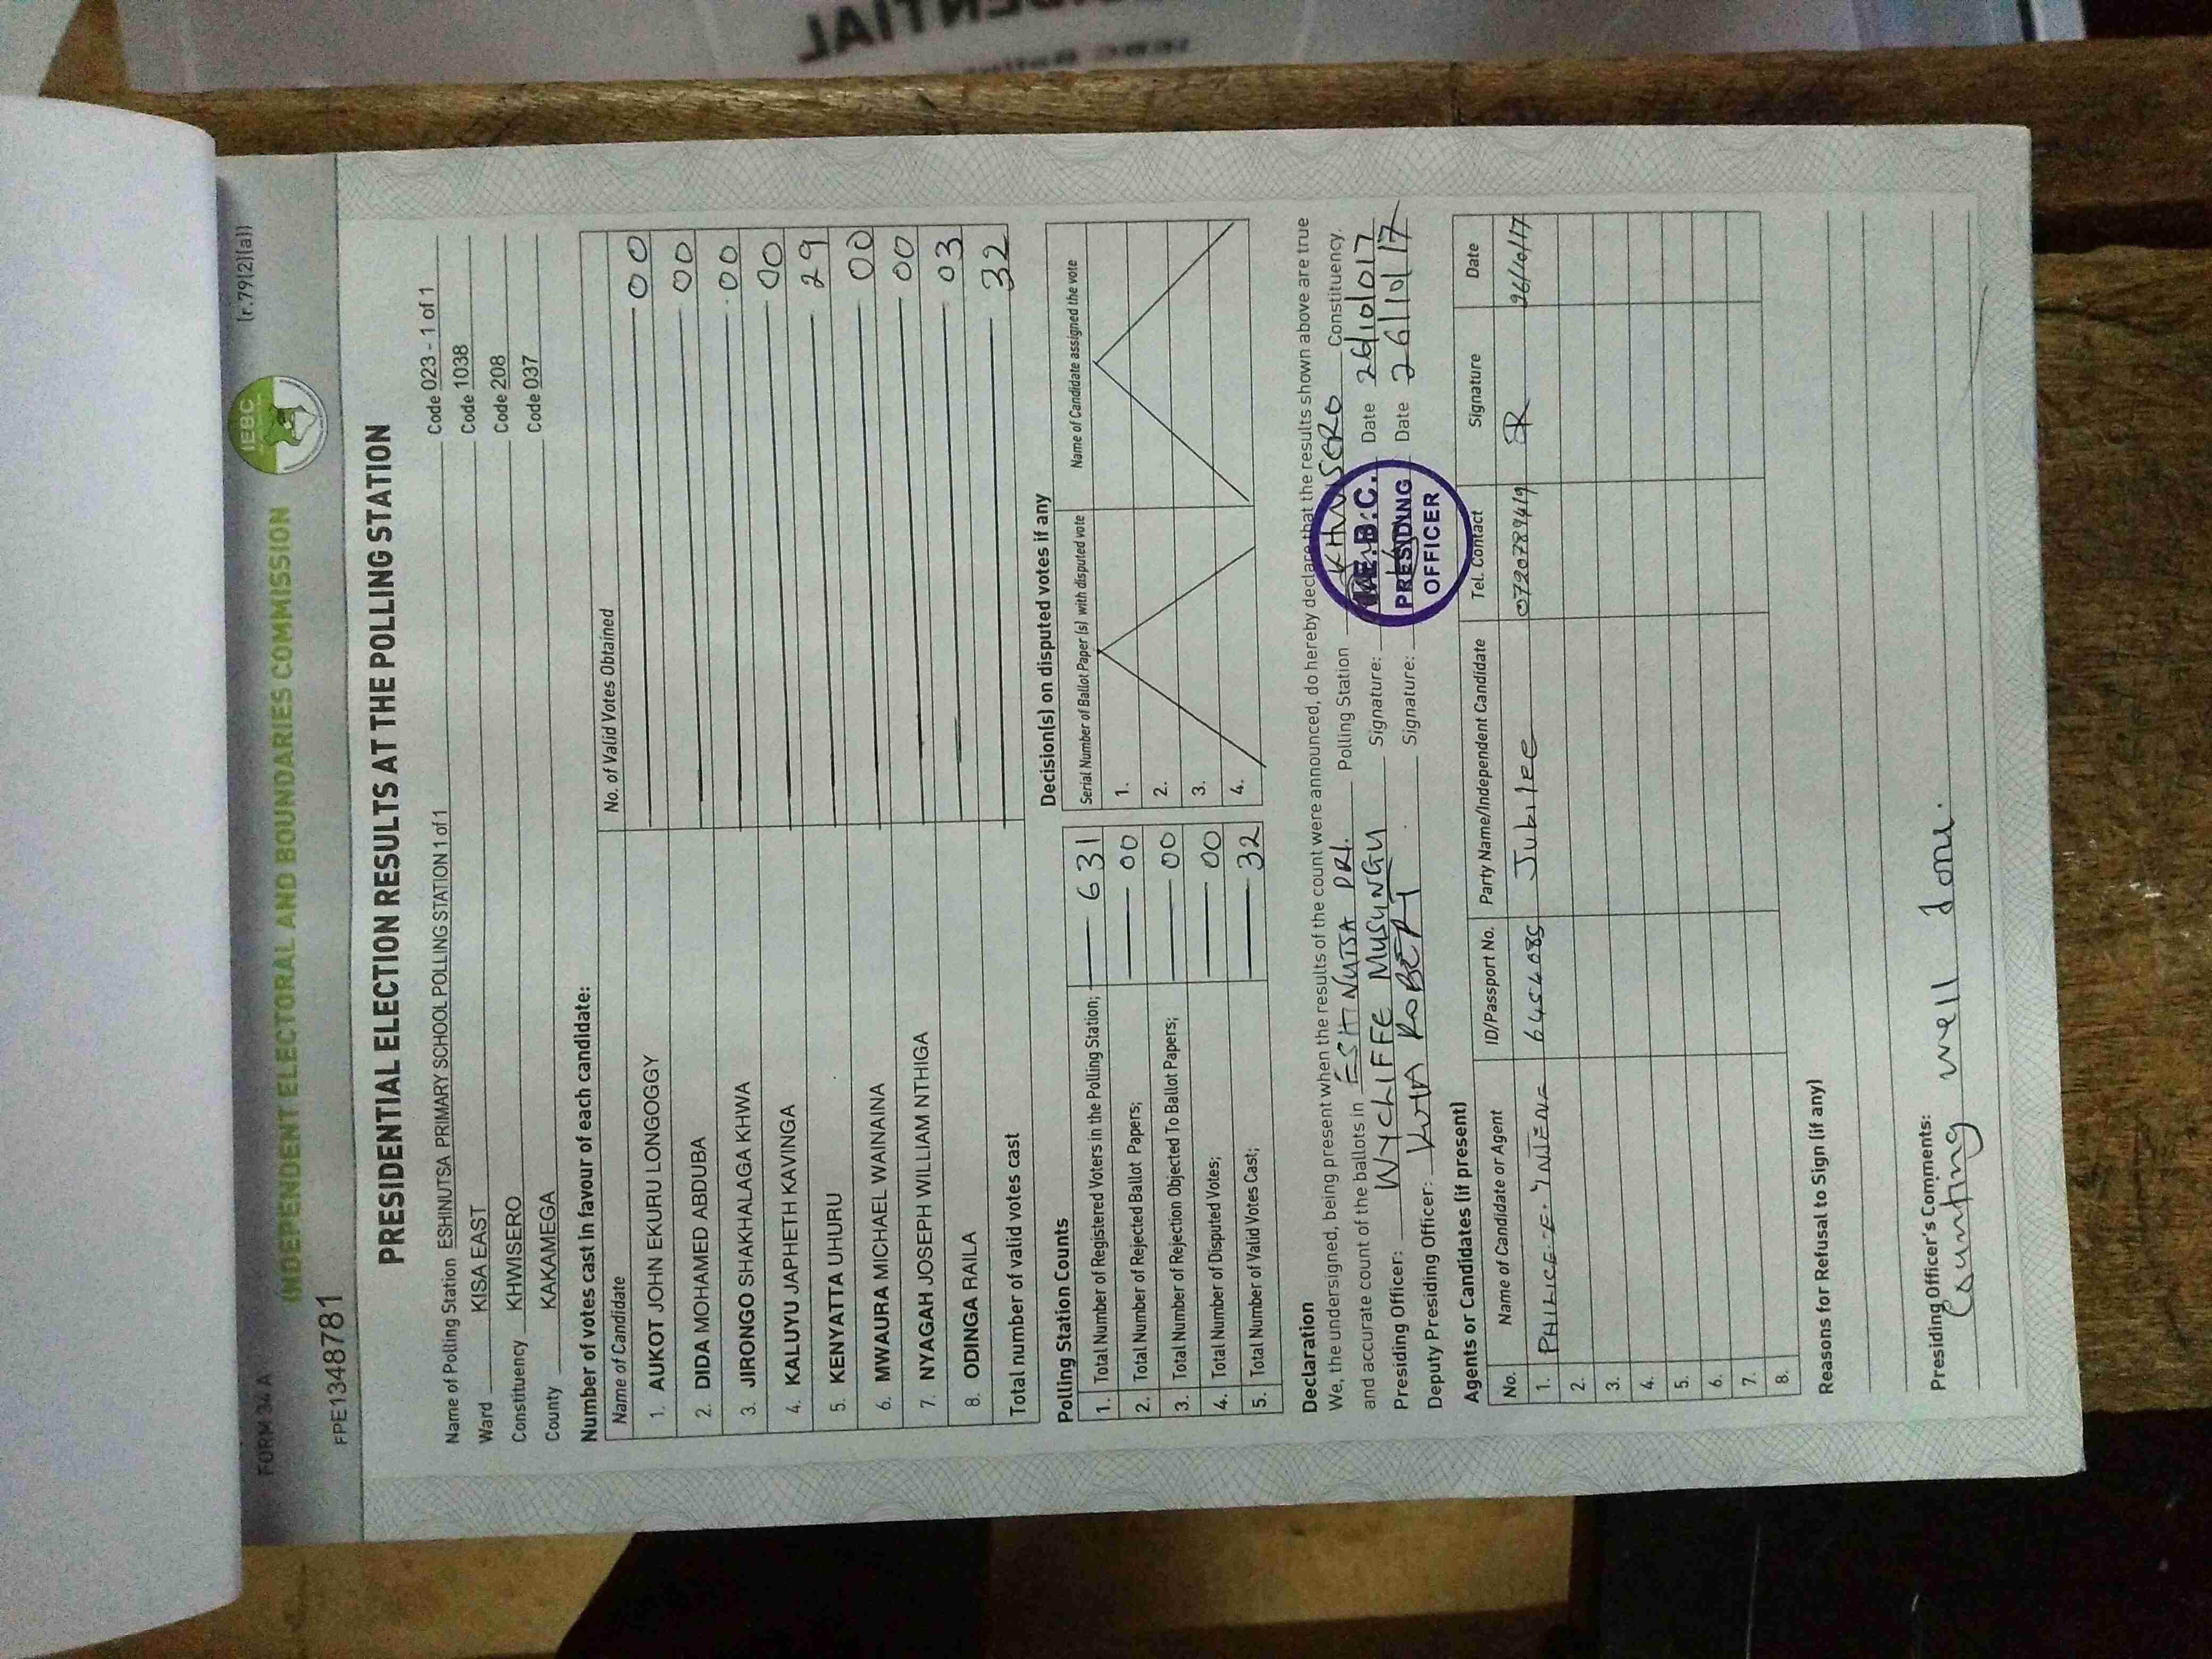 FORM 34 A
(r.79(2)(a))
INDEPENDENT ELECTORAL AND BOUNDARIES COMMISSION
IEBC
FPE1348781
PRESIDENTIAL ELECTION RESULTS AT THE POLLING STATION
Name of Polling Station ESHINUTSA PRIMARY SCHOOL POLLING STATION 1 of 1 Code 023 - 1 of 1
Ward KISA EAST Code 1038
Constituency KHWISERO Code 208
County KAKAMEGA Code 037
Number of votes cast in favour of each candidate:
Name of Candidate No. of Valid Votes Obtained
1. AUKOT JOHN EKURU LONGOGGY 00
2. DIDA MOHAMED ABDUBA 00
3. JIRONGO SHAKHALAGA KHWA 00
4. KALUYU JAPHETH KAVINGA 00
5. KENYATTA UHURU 29
6. MWAURA MICHAEL WAINAINA 00
7. NYAGAH JOSEPH WILLIAM NTHIGA 00
8. ODINGA RAILA 03
Total number of valid votes cast 32
Polling Station Counts
1. Total Number of Registered Voters in the Polling Station; 631
2. Total Number of Rejected Ballot Papers; 00
3. Total Number of Rejection Objected To Ballot Papers; 00
4. Total Number of Disputed Votes; 00
5. Total Number of Valid Votes Cast; 32
Decision(s) on disputed votes if any
Serial Number of Ballot Paper (s) with disputed vote Name of Candidate assigned the vote
1.
2.
3.
4.
Declaration
We, the undersigned, being present when the results of the count were announced, do hereby declare that the results shown above are true
and accurate count of the ballots in ESHINUTSA PRI. Polling Station KHWISERO Constituency.
Presiding Officer: WYCLIFFE MUSUNGU Signature: Date 26/10/017
Deputy Presiding Officer: ROBERT Signature: Date 26/10/17
I.E.B.C.
PRESIDING
OFFICER
Agents or Candidates (if present)
No. Name of Candidate or Agent ID/Passport No. Party Name/Independent Candidate Tel. Contact Signature Date
1. 6454085 Jubilee 0720789419 26/10/17
2.
3.
4.
5.
6.
7.
8.
Reasons for Refusal to Sign (if any)
Presiding Officer's Comments:
Counting well done.